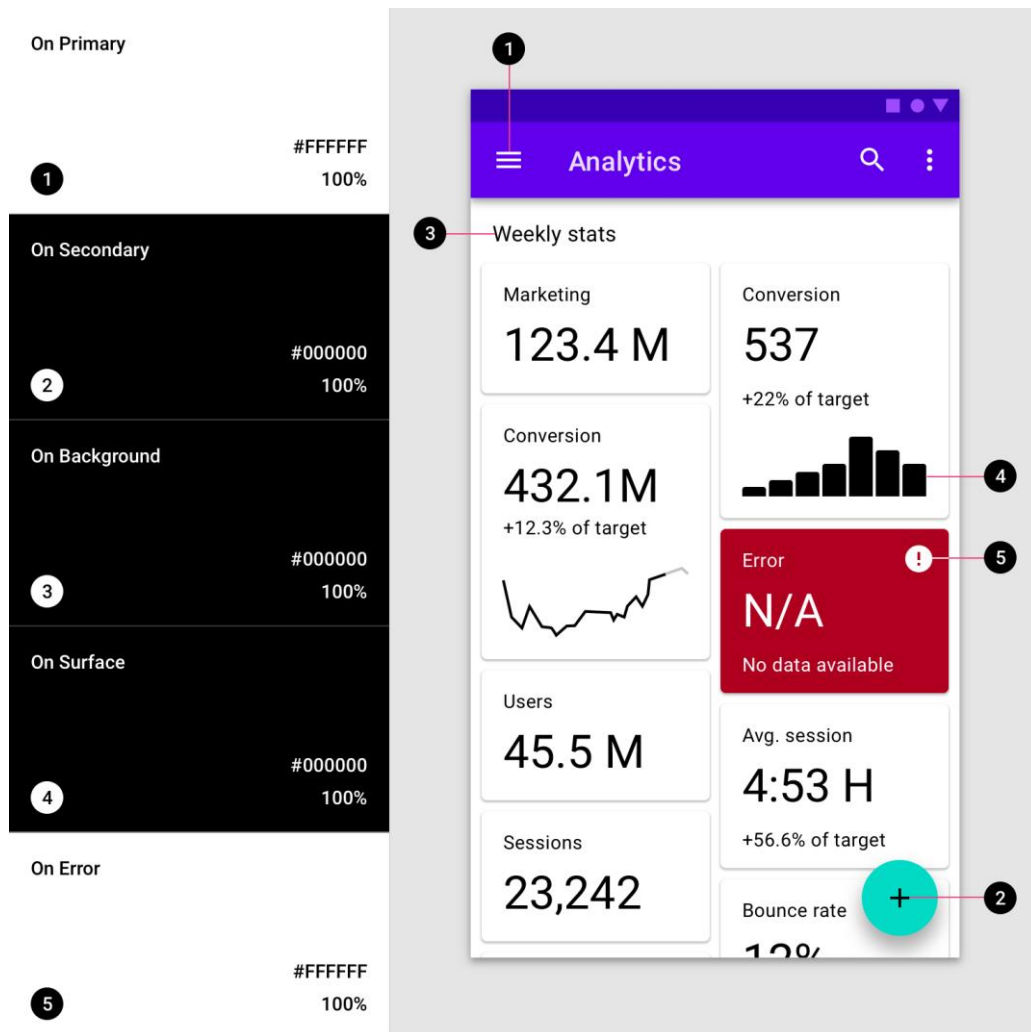 On Primary
#FFFFFF
1
100%
On Secondary
#000000
2
100%
On Background
#000000
3
100%
On Surface
#000000
4
100%
On Error
#FFFFFF
5
100%
1
Analytics
3
Weekly stats
Marketing
123.4 M
Conversion
432.1M
+12.3% of target
Users
45.5 M
Sessions
23,242
Conversion
537
+22% of target
4
Error
!
5
N/A
No data available
Avg. session
4:53 H
+56.6% of target
+
2
Bounce rate
12%